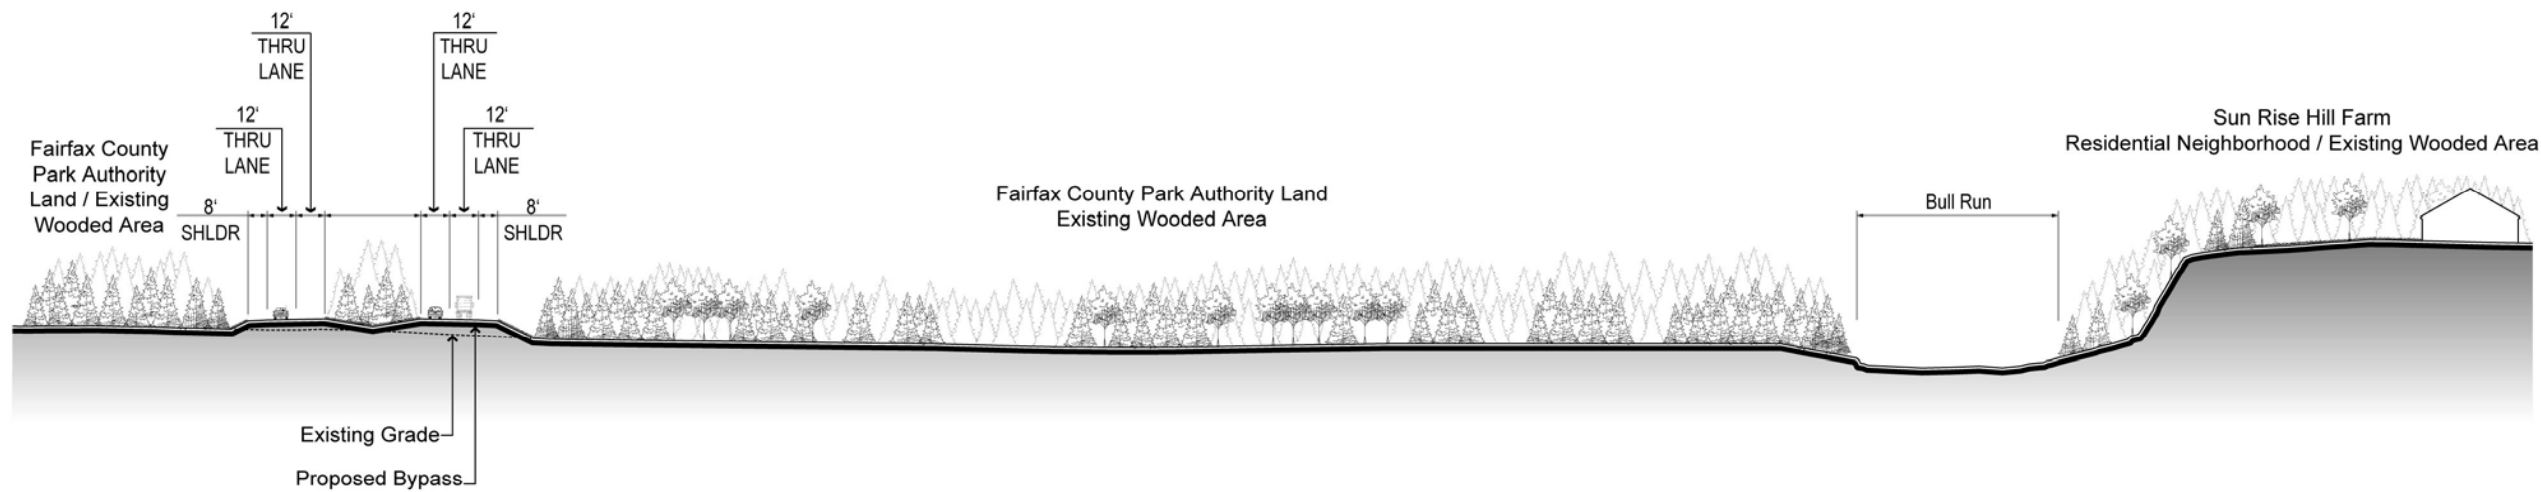 12'
THRU
LANE
12'
THRU
LANE
12'
THRU
LANE
12'
THRU
LANE
Fairfax County
Park Authority
Land / Existing
Wooded Area
8'
SHLDR
8'
SHLDR
Fairfax County Park Authority Land
Existing Wooded Area
Bull Run
Sun Rise Hill Farm
Residential Neighborhood / Existing Wooded Area
Existing Grade
Proposed Bypass